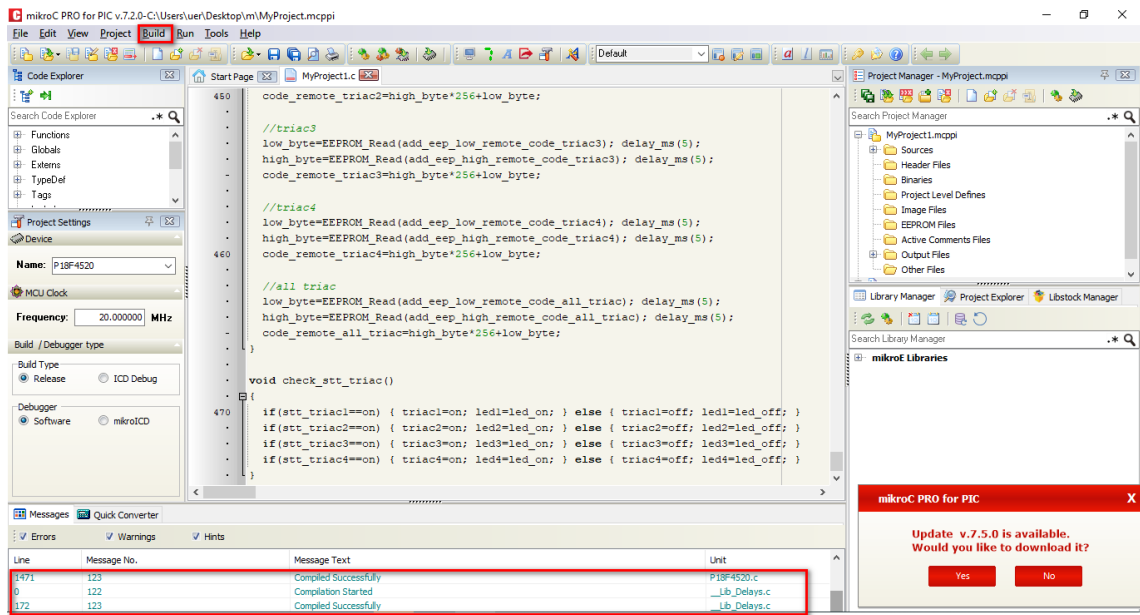 mikroC PRO for PIC v.7.2.0-C:\Users\uer\Desktop\m\MyProject.mcppi
File Edit View Project Build Run Tools Help
Default
Code Explorer
Start Page MyProject1.c
Project Manager - MyProject.mcppi
Search Code Explorer
Functions
Globals
Externs
TypeDef
Tags
Project Settings
Device
Name: P18F4520
MCU Clock
Frequency: 20.000000 MHz
Build / Debugger type
Build Type
Release ICD Debug
Debugger
Software mikroICD
450 code_remote_triac2=high_byte*256+low_byte;
//triac3
low_byte=EEPROM_Read(add_eep_low_remote_code_triac3); delay_ms(5);
high_byte=EEPROM_Read(add_eep_high_remote_code_triac3); delay_ms(5);
code_remote_triac3=high_byte*256+low_byte;
//triac4
low_byte=EEPROM_Read(add_eep_low_remote_code_triac4); delay_ms(5);
high_byte=EEPROM_Read(add_eep_high_remote_code_triac4); delay_ms(5);
460 code_remote_triac4=high_byte*256+low_byte;
//all triac
low_byte=EEPROM_Read(add_eep_low_remote_code_all_triac); delay_ms(5);
high_byte=EEPROM_Read(add_eep_high_remote_code_all_triac); delay_ms(5);
code_remote_all_triac=high_byte*256+low_byte;
}
void check_stt_triac()
{
470 if(stt_triac1==on) { triac1=on; led1=led_on; } else { triac1=off; led1=led_off; }
if(stt_triac2==on) { triac2=on; led2=led_on; } else { triac2=off; led2=led_off; }
if(stt_triac3==on) { triac3=on; led3=led_on; } else { triac3=off; led3=led_off; }
if(stt_triac4==on) { triac4=on; led4=led_on; } else { triac4=off; led4=led_off; }
}
Search Project Manager
MyProject1.mcppi
Sources
Header Files
Binaries
Project Level Defines
Image Files
EEPROM Files
Active Comments Files
Output Files
Other Files
Library Manager Project Explorer Libstock Manager
Search Library Manager
mikroE Libraries
Messages Quick Converter
Errors Warnings Hints
Line Message No. Message Text Unit
1471 123 Compiled Successfully P18F4520.c
0 122 Compilation Started __Lib_Delays.c
172 123 Compiled Successfully __Lib_Delays.c
mikroC PRO for PIC X
Update v.7.5.0 is available.
Would you like to download it?
Yes No